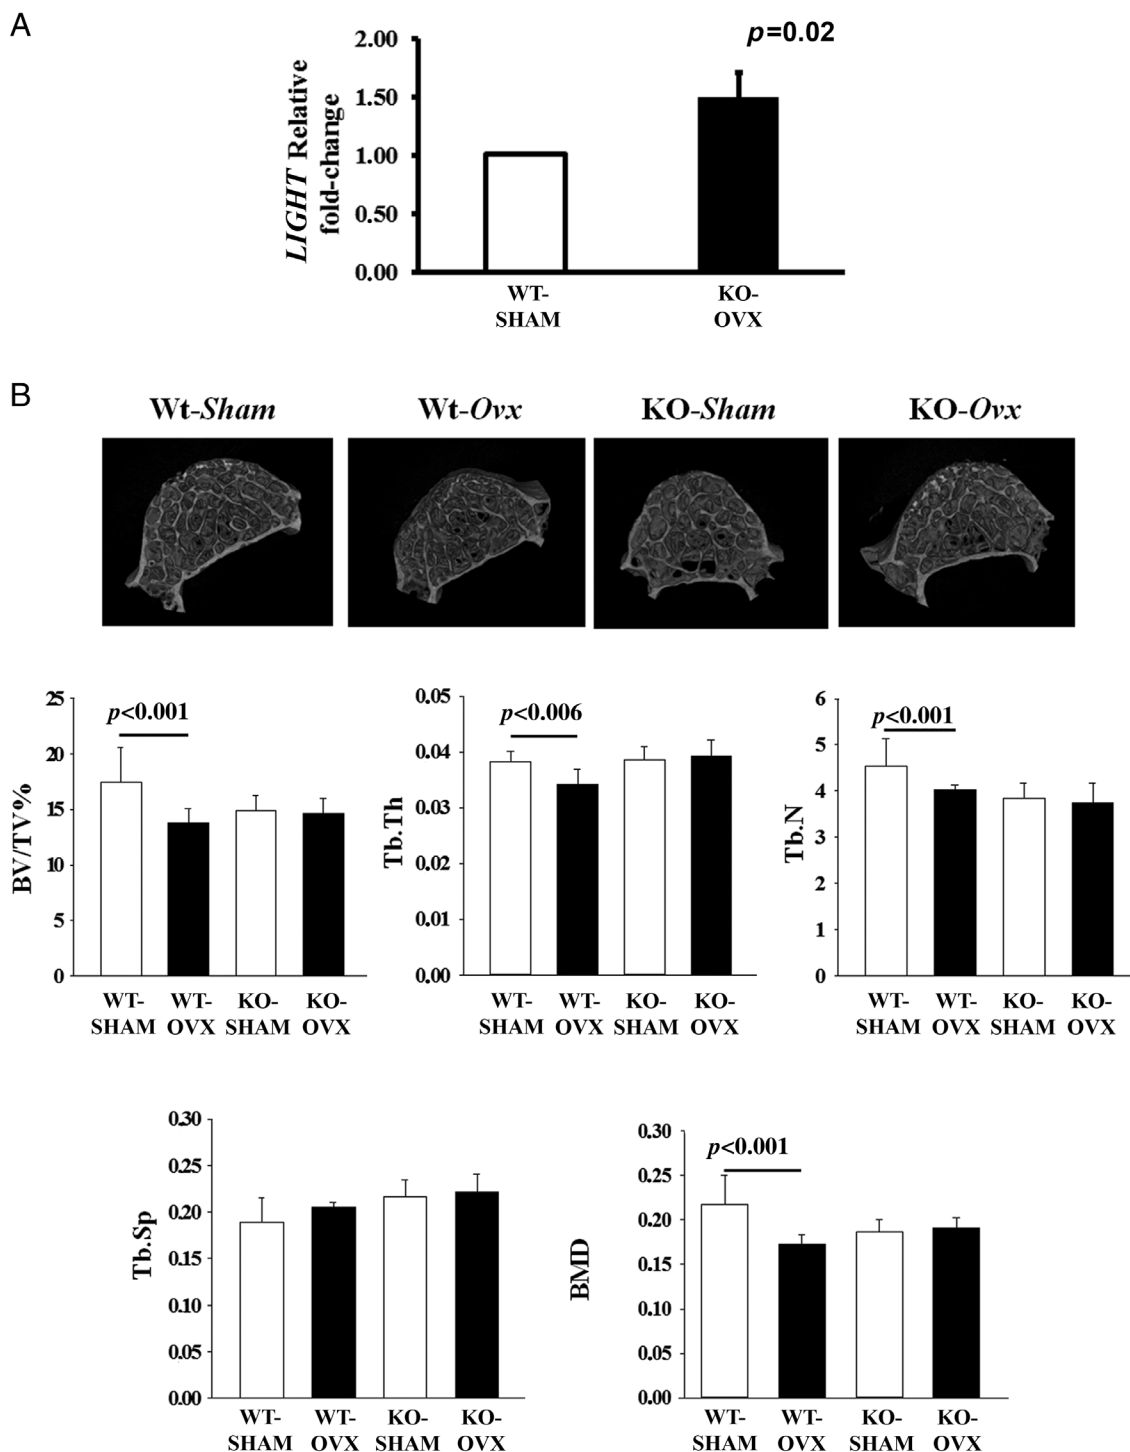 A
p=0.02
2.00
1.50
1.00
0.50
0.00
LIGHT Relative
fold-change
WT-
SHAM
KO-
OVX
B
Wt-Sham
Wt-Ovx
KO-Sham
KO-Ovx
BV/TV%
25
20
15
10
5
0
p<0.001
WT-
SHAM
WT-
OVX
KO-
SHAM
KO-
OVX
Tb.Th
0.05
0.04
0.03
0.02
0.01
0.00
p<0.006
WT-
SHAM
WT-
OVX
KO-
SHAM
KO-
OVX
Tb.N
6
5
4
3
2
1
0
p<0.001
WT-
SHAM
WT-
OVX
KO-
SHAM
KO-
OVX
Tb.Sp
0.30
0.25
0.20
0.15
0.10
0.05
0.00
WT-
SHAM
WT-
OVX
KO-
SHAM
KO-
OVX
BMD
0.30
0.25
0.20
0.15
0.10
0.05
0.00
p<0.001
WT-
SHAM
WT-
OVX
KO-
SHAM
KO-
OVX